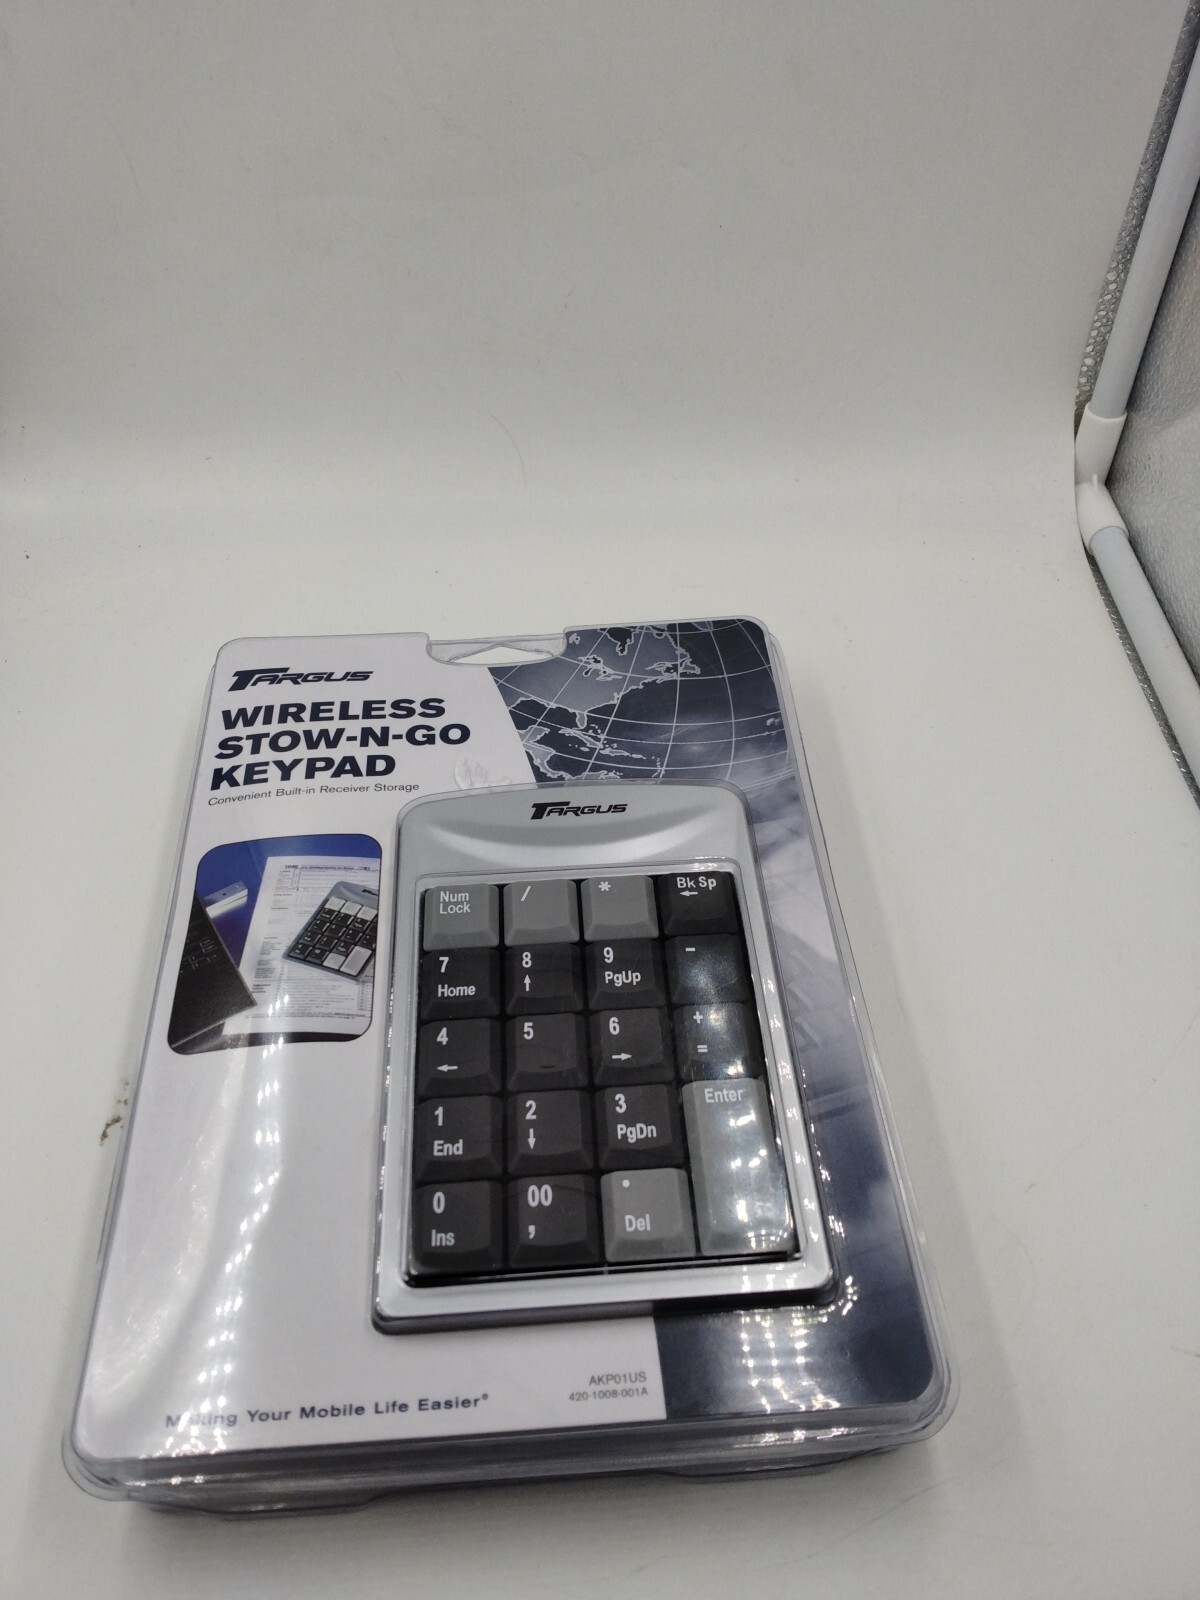 TARGUS
WIRELESS
STOW-N-GO
KEYPAD
Convenient Built-in Receiver Storage
TARGUS
Num Lock
/
*
Bk Sp
←
7 Home
8 ↑
9 PgUp
-
4 ←
5
6 →
+ =
1 End
2 ↓
3 PgDn
Enter
0 Ins
00 ,
. Del
AKP01US
420-1008-001A
Making Your Mobile Life Easier®